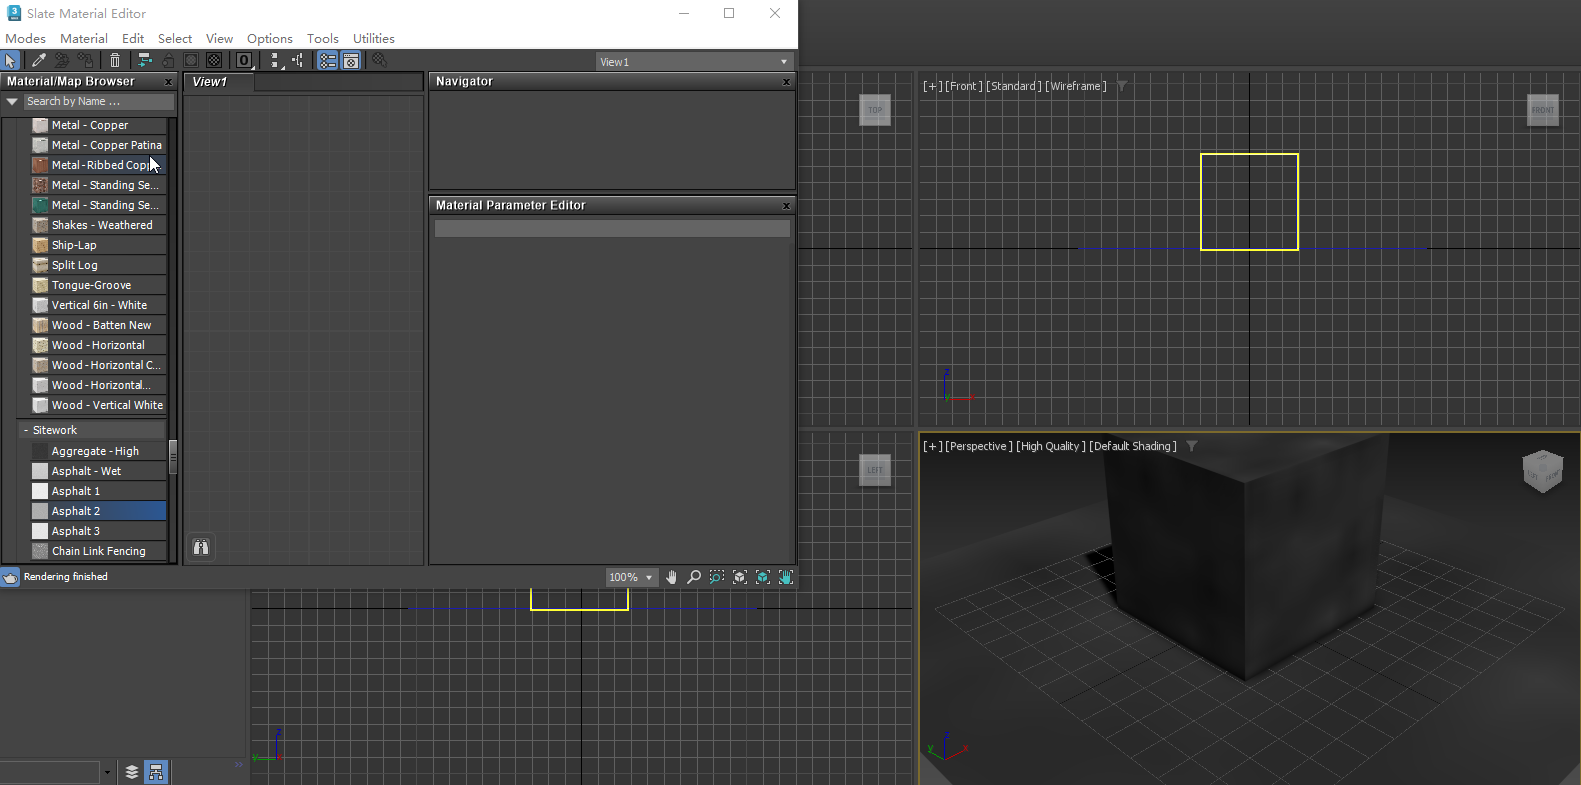 Slate Material Editor
Modes Material Edit Select View Options Tools Utilities
0
View1
Material/Map Browser x
Search by Name ...
Metal - Copper
Metal - Copper Patina
Metal - Ribbed Copp...
Metal - Standing Se...
Metal - Standing Se...
Shakes - Weathered
Ship-Lap
Split Log
Tongue-Groove
Vertical 6in - White
Wood - Batten New
Wood - Horizontal
Wood - Horizontal C...
Wood - Horizontal...
Wood - Vertical White
- Sitework
Aggregate - High
Asphalt - Wet
Asphalt 1
Asphalt 2
Asphalt 3
Chain Link Fencing
Rendering finished
View1
Navigator x
Material Parameter Editor x
100%
TOP
[+] [Front ] [Standard ] [Wireframe ]
FRONT
z
x
y
LEFT
z
y
[+] [Perspective ] [High Quality ] [Default Shading ]
z
y
x